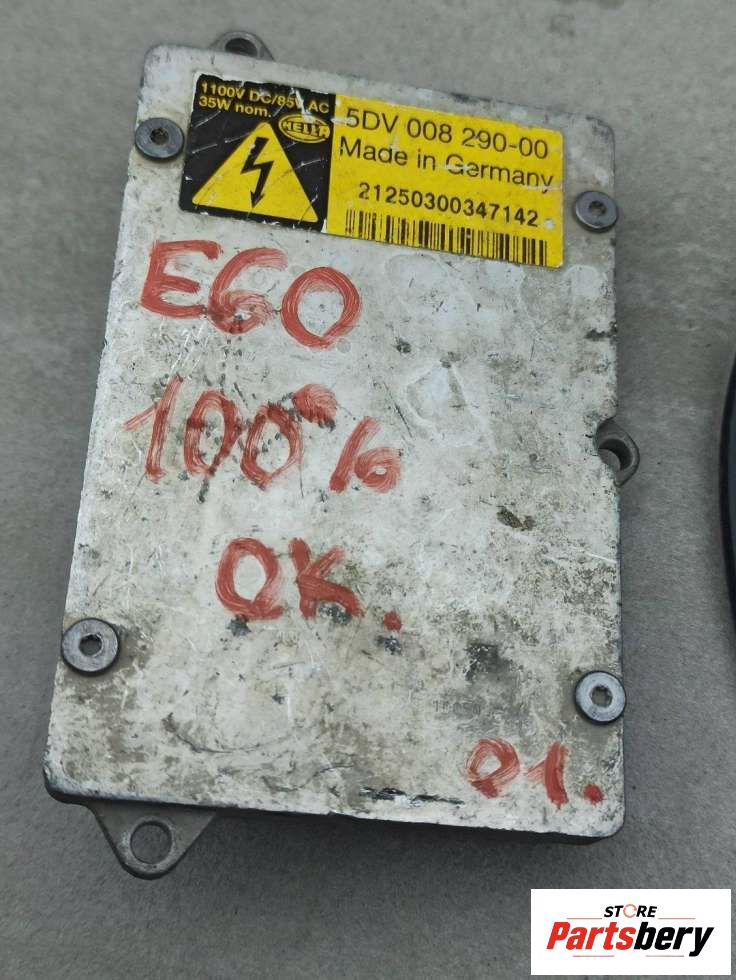 1100V DC/85V AC
35W nom.
HELLA
5DV 008 290-00
Made in Germany
21250300347142
E60
100%
OK.
01.
STORE
Partsbery